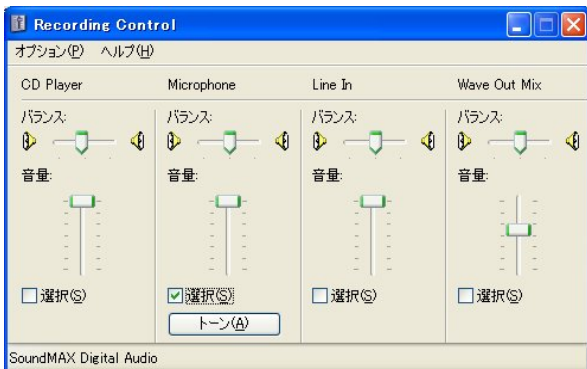 Recording Control
オプション(P) ヘルプ(H)
CD Player
バランス:
音量:
選択(S)
Microphone
バランス:
音量:
選択(S)
トーン(A)
Line In
バランス:
音量:
選択(S)
Wave Out Mix
バランス:
音量:
選択(S)
SoundMAX Digital Audio